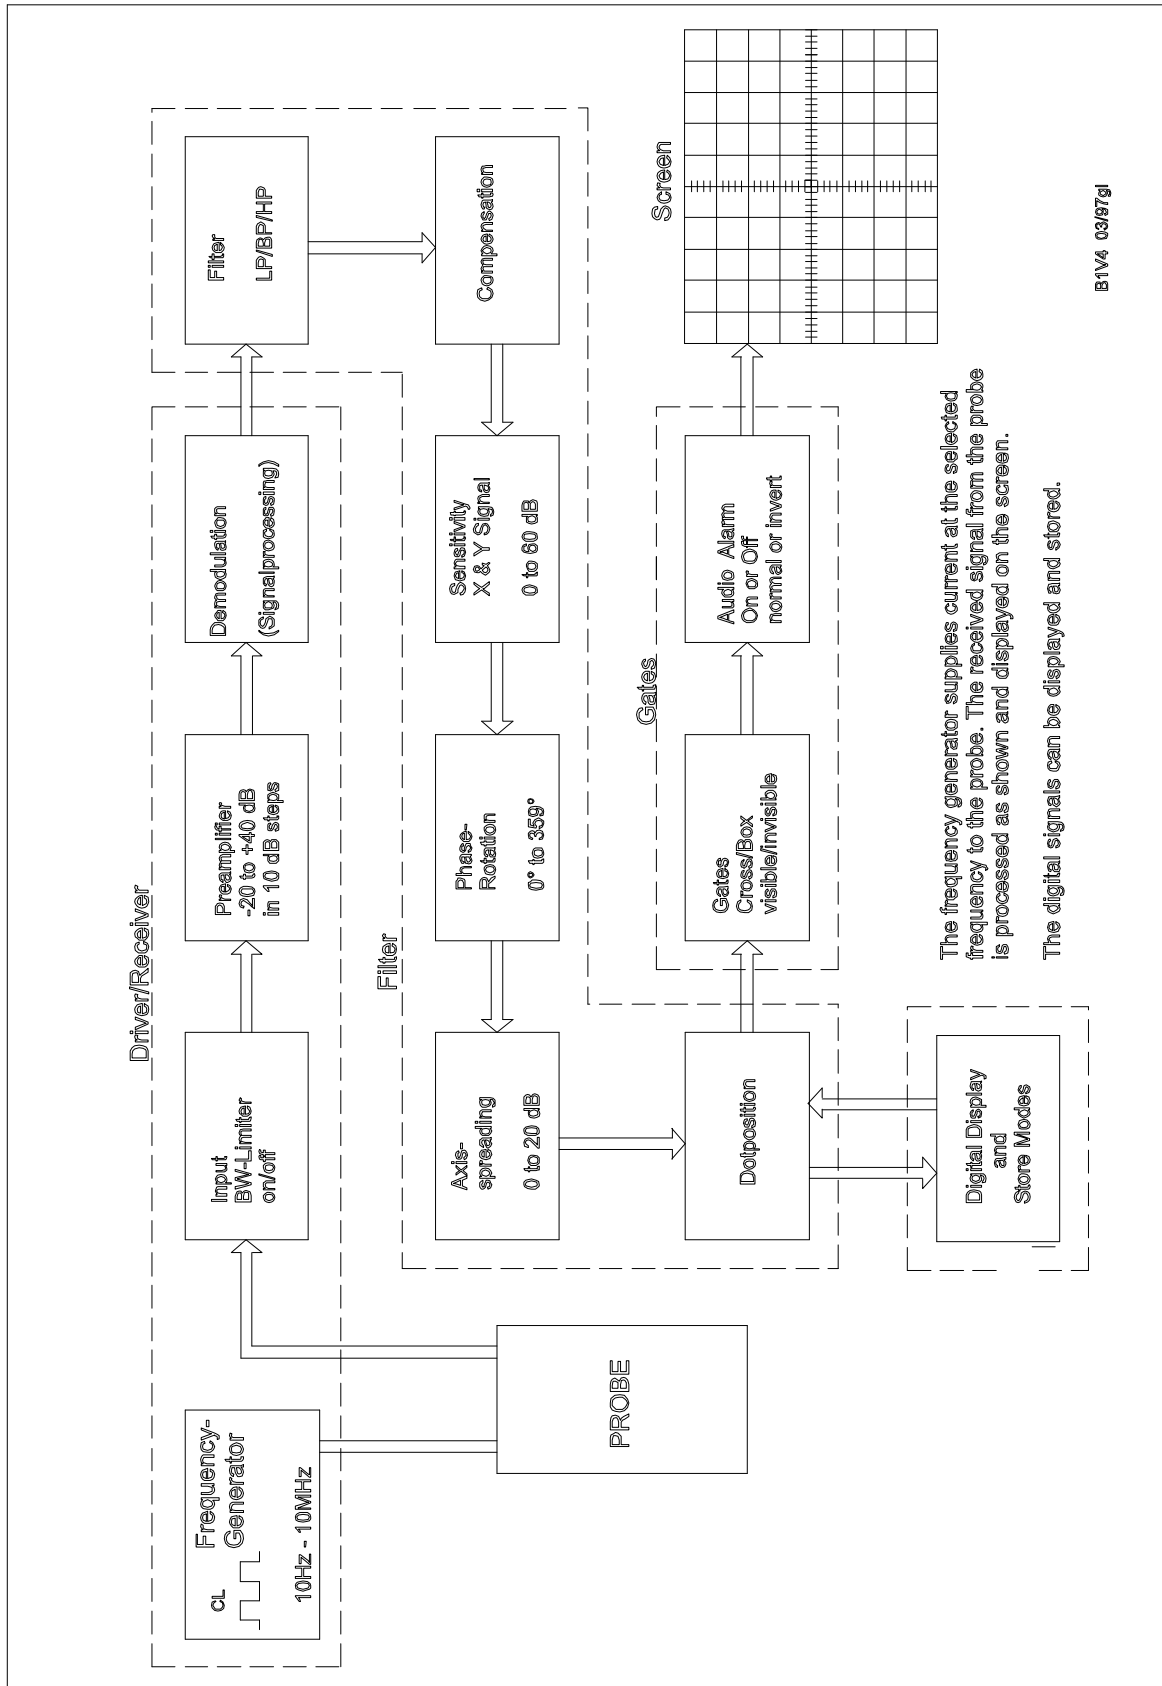 Driver/Receiver
CL
Frequency-
Generator
10Hz - 10MHz
Input
BW-Limiter
on/off
Preamplifier
-20 to +40 dB
in 10 dB steps
Demodulation
(Signalprocessing)
Filter
LP/BP/HP
PROBE
Filter
Axis-
spreading
0 to 20 dB
Phase-
Rotation
0° to 359°
Sensitivity
X & Y Signal
0 to 60 dB
Compensation
Dotposition
Gates
Gates
Cross/Box
visible/invisible
Audio Alarm
On or Off
normal or invert
Screen
Digital Display
and
Store Modes
The frequency generator supplies current at the selected
frequency to the probe. The received signal from the probe
is processed as shown and displayed on the screen.
The digital signals can be displayed and stored.
B1V4 03/97gl